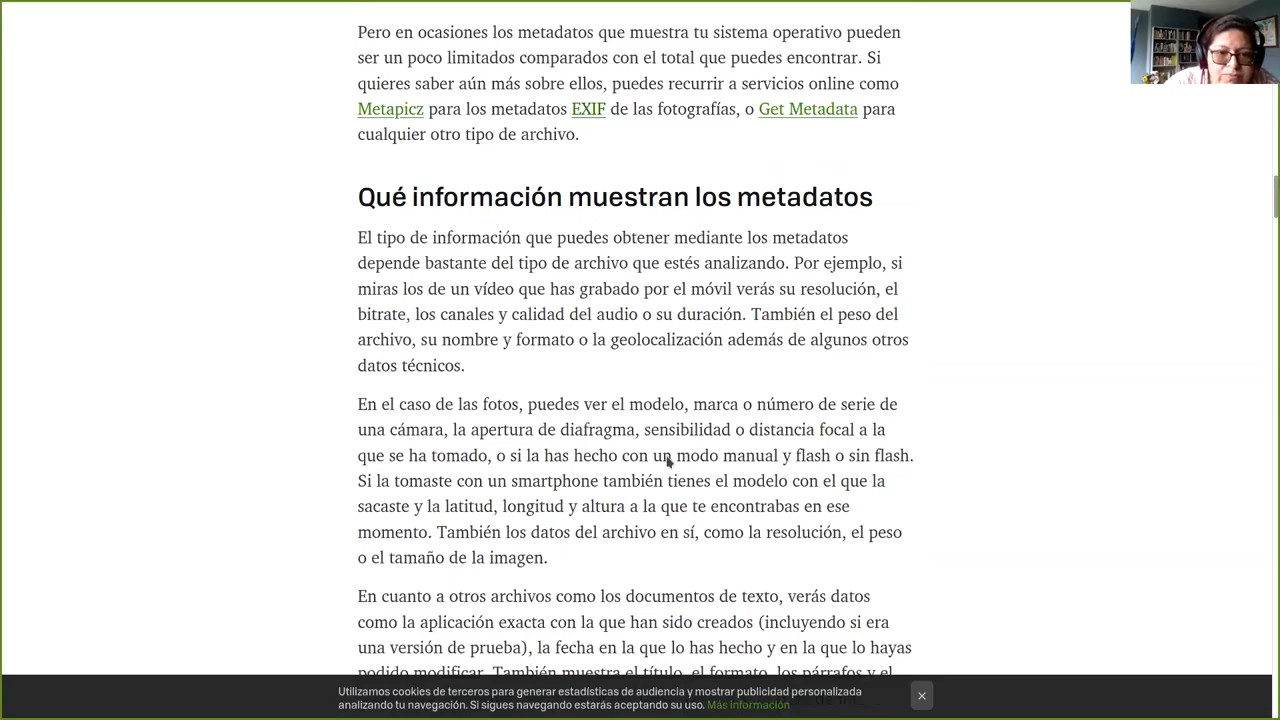 Pero en ocasiones los metadatos que muestra tu sistema operativo pueden
ser un poco limitados comparados con el total que puedes encontrar. Si
quieres saber aún más sobre ellos, puedes recurrir a servicios online como
Metapicz para los metadatos EXIF de las fotografías, o Get Metadata para
cualquier otro tipo de archivo.
Qué información muestran los metadatos
El tipo de información que puedes obtener mediante los metadatos
depende bastante del tipo de archivo que estés analizando. Por ejemplo, si
miras los de un vídeo que has grabado por el móvil verás su resolución, el
bitrate, los canales y calidad del audio o su duración. También el peso del
archivo, su nombre y formato o la geolocalización además de algunos otros
datos técnicos.
En el caso de las fotos, puedes ver el modelo, marca o número de serie de
una cámara, la apertura de diafragma, sensibilidad o distancia focal a la
que se ha tomado, o si la has hecho con un modo manual y flash o sin flash.
Si la tomaste con un smartphone también tienes el modelo con el que la
sacaste y la latitud, longitud y altura a la que te encontrabas en ese
momento. También los datos del archivo en sí, como la resolución, el peso
o el tamaño de la imagen.
En cuanto a otros archivos como los documentos de texto, verás datos
como la aplicación exacta con la que han sido creados (incluyendo si era
una versión de prueba), la fecha en la que lo has hecho y en la que lo hayas
podido modificar. También muestra el título, el formato, los párrafos y el
Utilizamos cookies de terceros para generar estadísticas de audiencia y mostrar publicidad personalizada
analizando tu navegación. Si sigues navegando estarás aceptando su uso. Más información